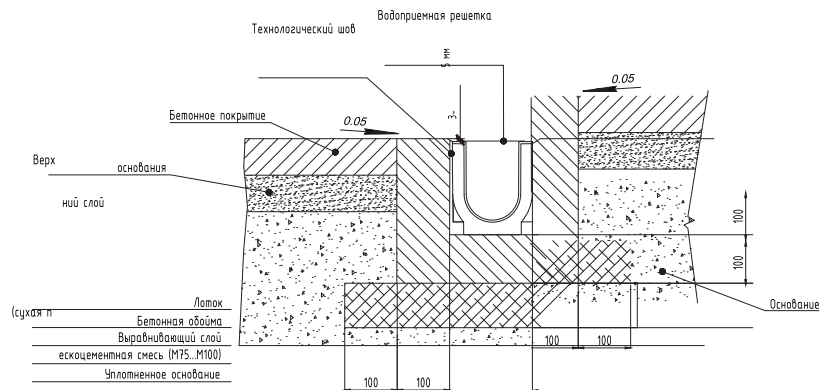 Водоприемная решетка
Технологический шов
5 мм
3-
0.05
0.05
Бетонное покрытие
Верх
основания
ний слой
100
100
Основание
Лоток
(сухая п
Бетонная обойма
Выравнивающий слой
ескоцементная смесь (М75...М100)
Уплотненное основание
100
100
100
100